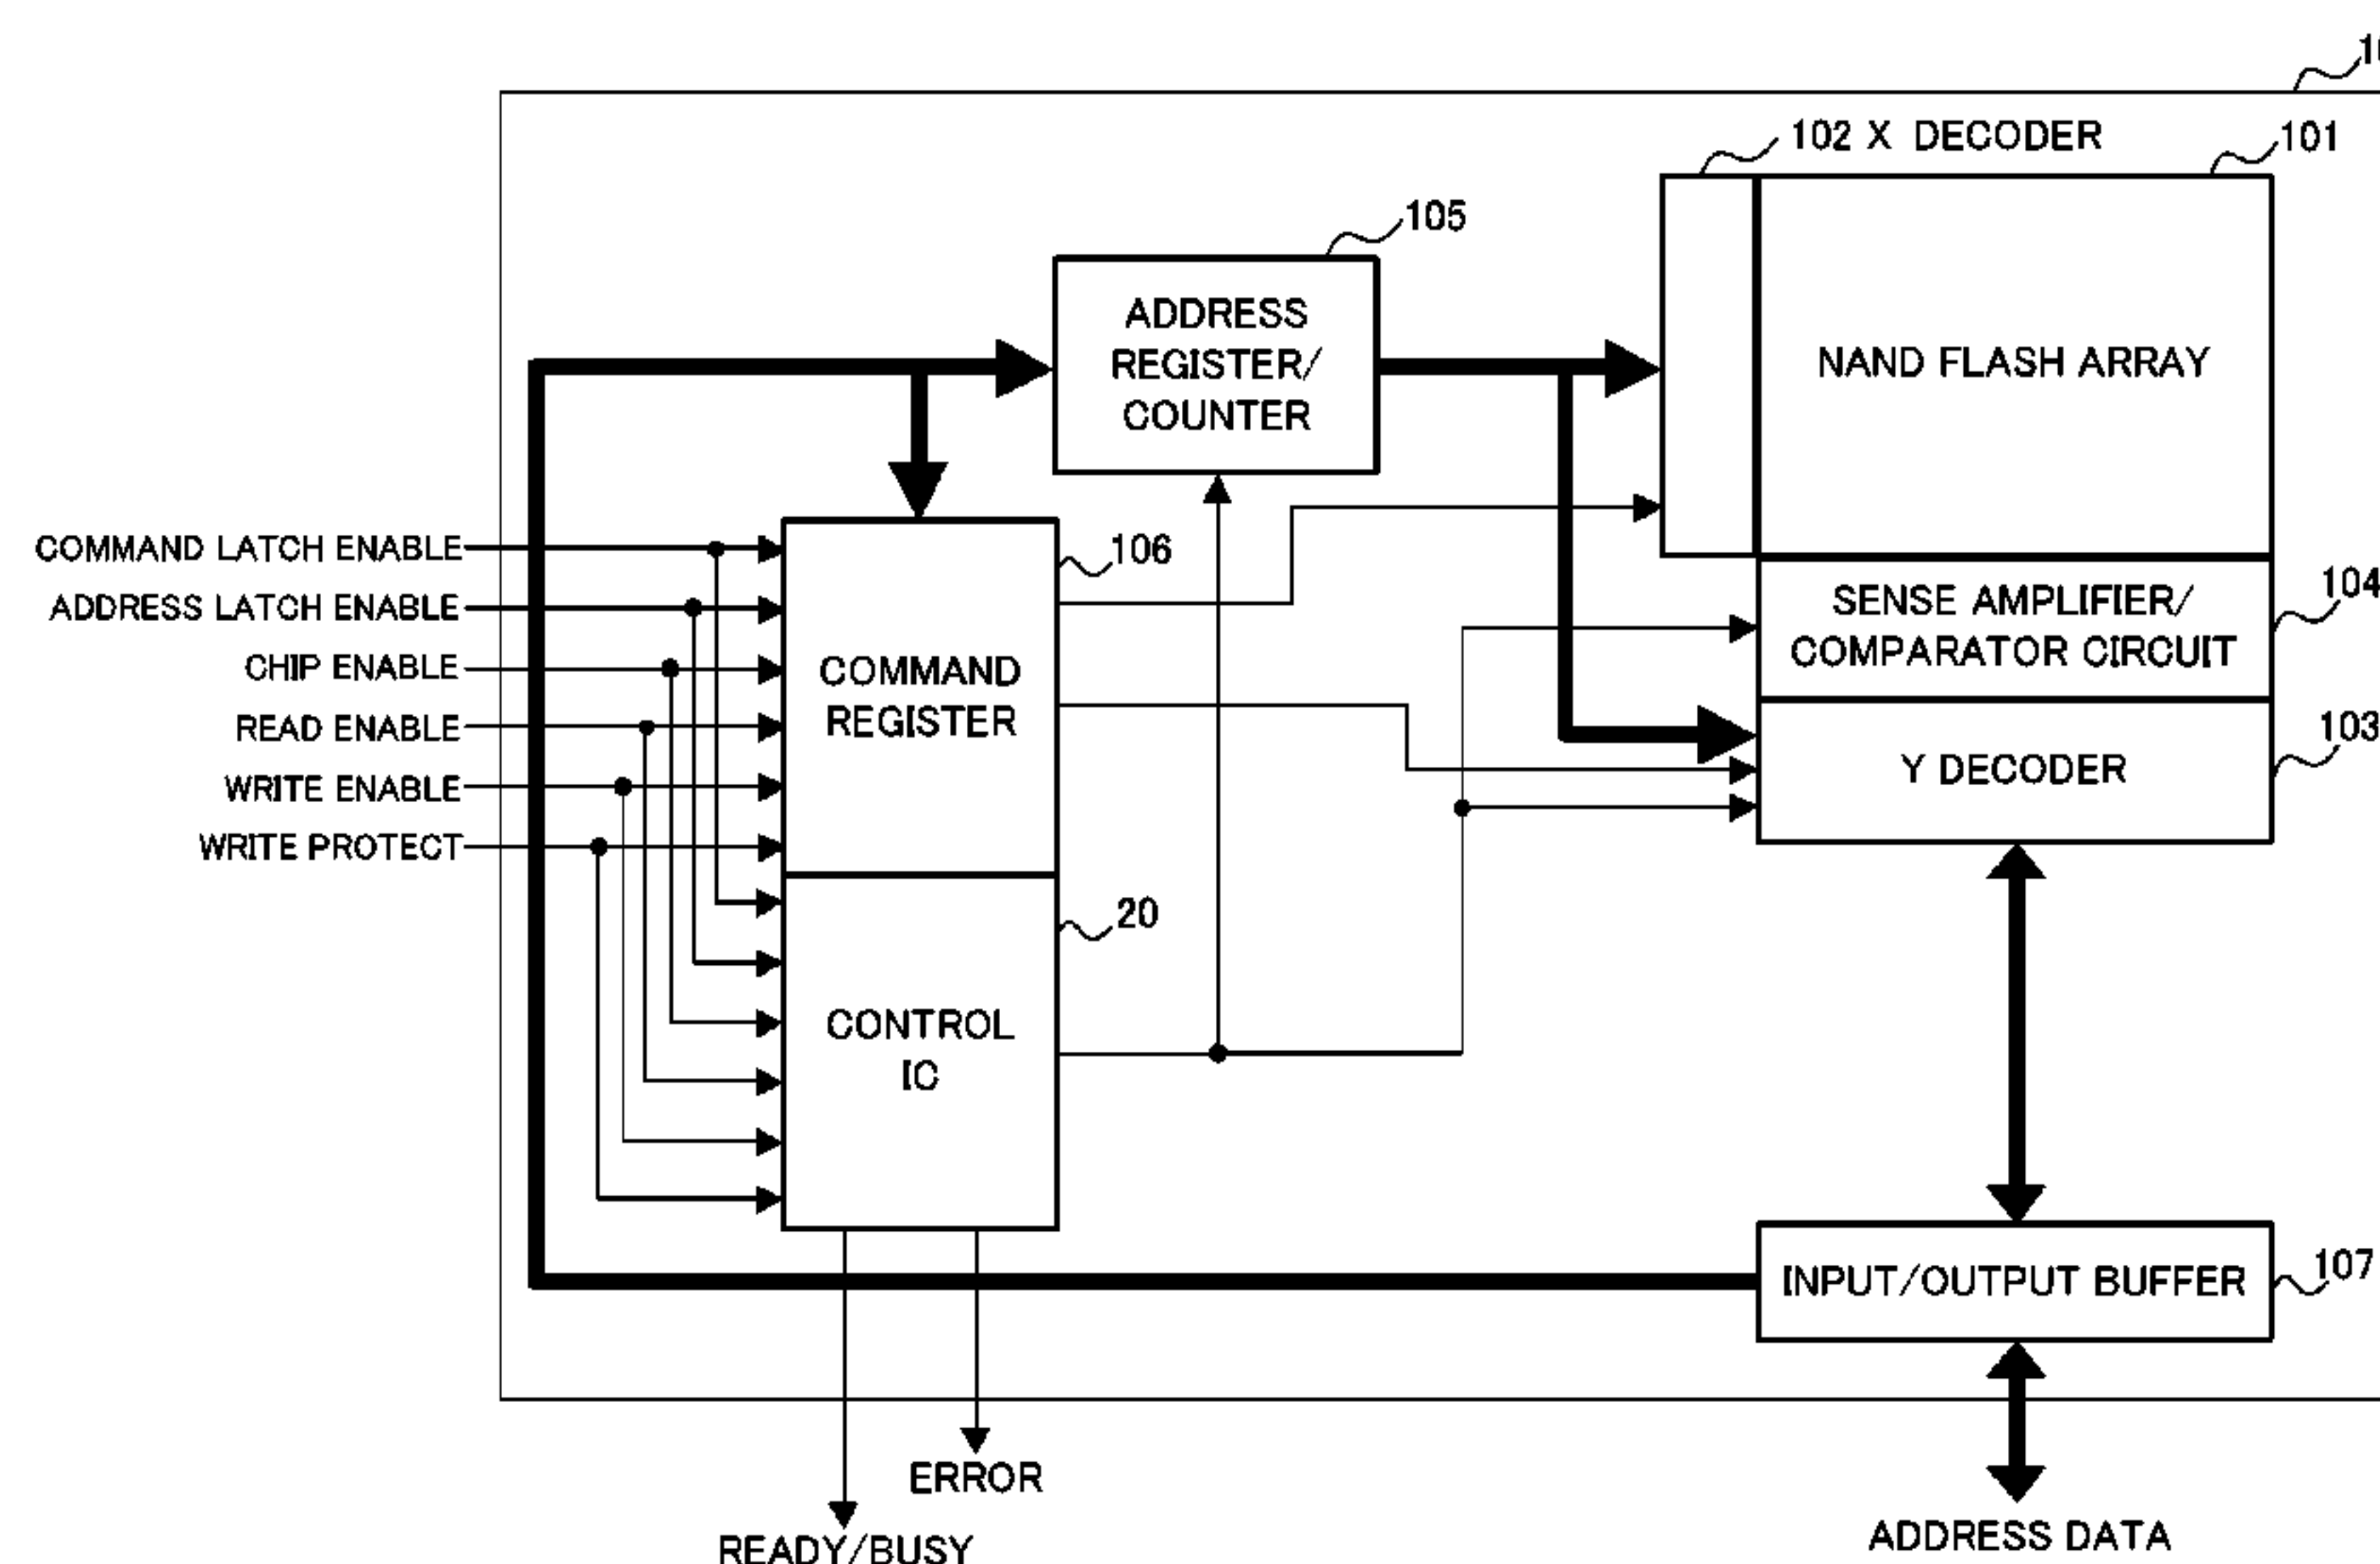 102 X DECODER
101
105
ADDRESS
REGISTER/
COUNTER
NAND FLASH ARRAY
COMMAND LATCH ENABLE
106
104
ADDRESS LATCH ENABLE
SENSE AMPLIFIER/
COMPARATOR CIRCUIT
CHIP ENABLE
COMMAND
REGISTER
READ ENABLE
103
Y DECODER
WRITE ENABLE
WRITE PROTECT
20
CONTROL
IC
107
INPUT/OUTPUT BUFFER
ERROR
READY/BUSY
ADDRESS DATA